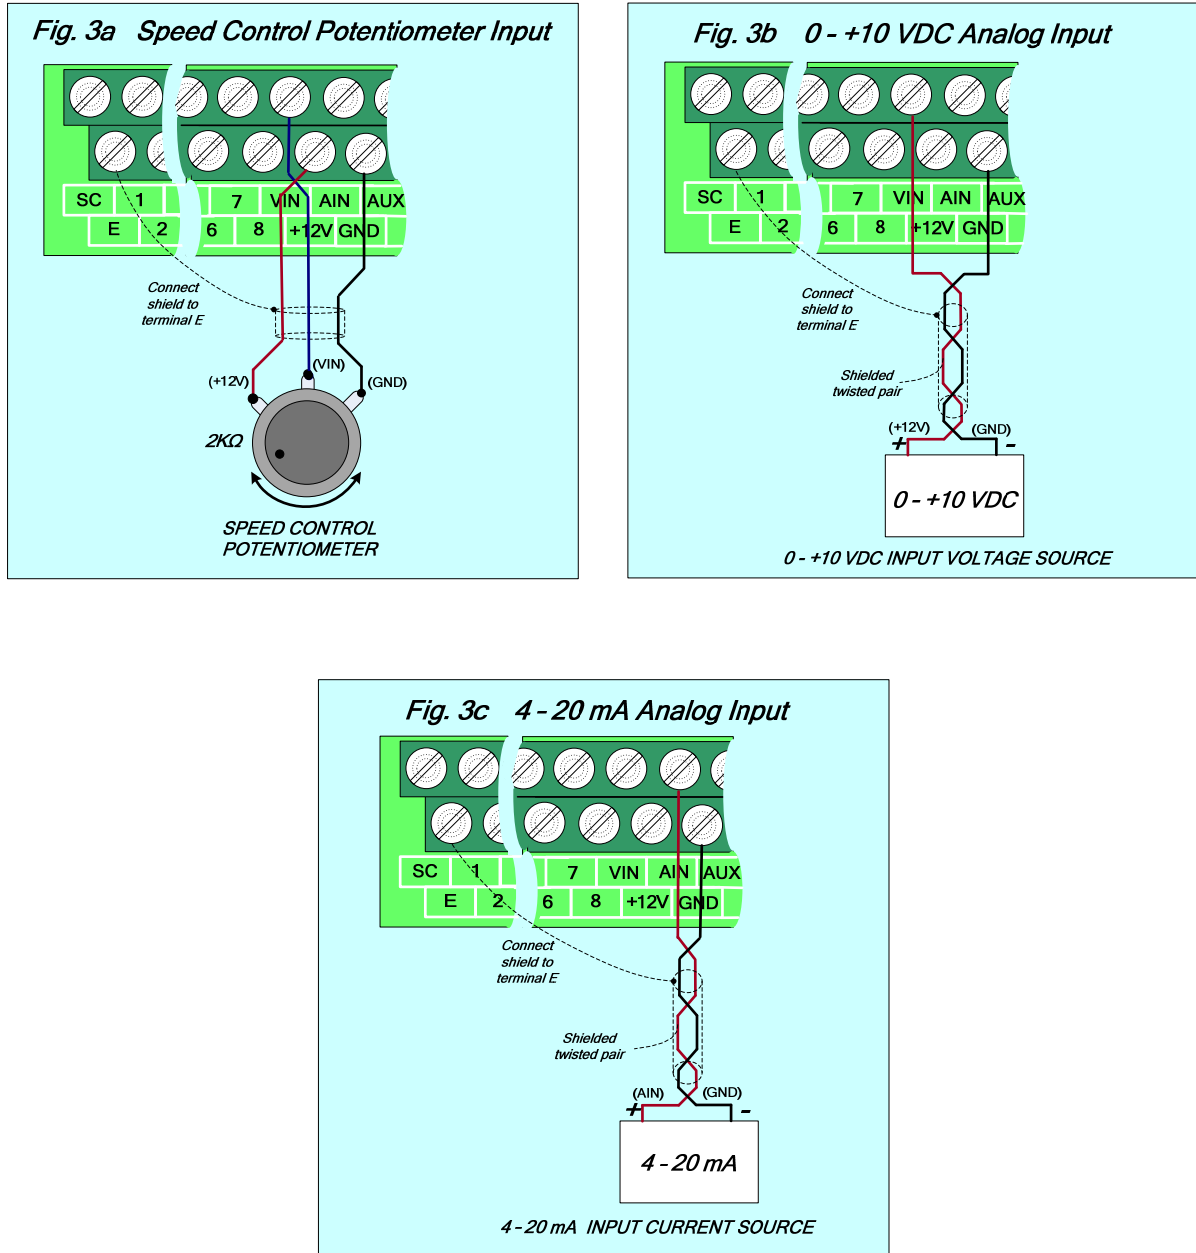 Fig. 3a Speed Control Potentiometer Input
SC 1 7 VIN AIN AUX
E 2 6 8 +12V GND
Connect
shield to
terminal E
(+12V)
(VIN)
(GND)
2KΩ
SPEED CONTROL
POTENTIOMETER
Fig. 3b 0 - +10 VDC Analog Input
SC 1 7 VIN AIN AUX
E 2 6 8 +12V GND
Connect
shield to
terminal E
Shielded
twisted pair
(+12V) (GND)
+ -
0 - +10 VDC
0 - +10 VDC INPUT VOLTAGE SOURCE
Fig. 3c 4 - 20 mA Analog Input
SC 1 7 VIN AIN AUX
E 2 6 8 +12V GND
Connect
shield to
terminal E
Shielded
twisted pair
(AIN) (GND)
+ -
4 - 20 mA
4 - 20 mA INPUT CURRENT SOURCE